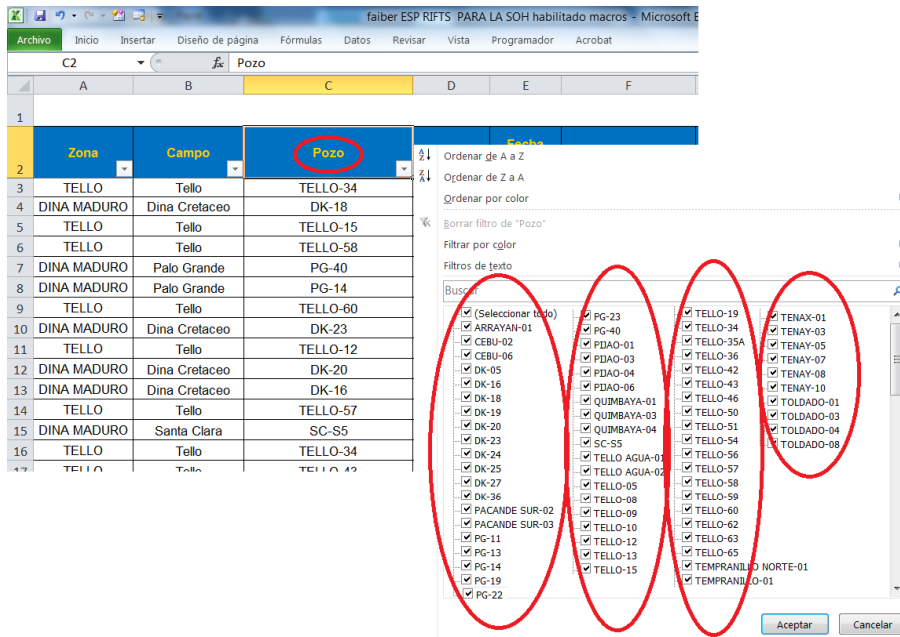 faiber ESP RIFTS PARA LA SOH habilitado macros - Microsoft E
Archivo Inicio Insertar Diseño de página Fórmulas Datos Revisar Vista Programador Acrobat
C2 fx Pozo
A B C D E F
1
2 Zona Campo Pozo Fecha
3 TELLO Tello TELLO-34
4 DINA MADURO Dina Cretaceo DK-18
5 TELLO Tello TELLO-15
6 TELLO Tello TELLO-58
7 DINA MADURO Palo Grande PG-40
8 DINA MADURO Palo Grande PG-14
9 TELLO Tello TELLO-60
10 DINA MADURO Dina Cretaceo DK-23
11 TELLO Tello TELLO-12
12 DINA MADURO Dina Cretaceo DK-20
13 DINA MADURO Dina Cretaceo DK-16
14 TELLO Tello TELLO-57
15 DINA MADURO Santa Clara SC-S5
16 TELLO Tello TELLO-34
17 TELLO Tello TELLO-43
Ordenar de A a Z
Ordenar de Z a A
Ordenar por color
Borrar filtro de "Pozo"
Filtrar por color
Filtros de texto
Buscar
(Seleccionar todo)
ARRAYAN-01
CEBU-02
CEBU-06
DK-05
DK-16
DK-18
DK-19
DK-20
DK-23
DK-24
DK-25
DK-27
DK-36
PACANDE SUR-02
PACANDE SUR-03
PG-11
PG-13
PG-14
PG-19
PG-22
PG-23
PG-40
PIJAO-01
PIJAO-03
PIJAO-04
PIJAO-06
QUIMBAYA-01
QUIMBAYA-03
QUIMBAYA-04
SC-S5
TELLO AGUA-01
TELLO AGUA-02
TELLO-05
TELLO-08
TELLO-09
TELLO-10
TELLO-12
TELLO-13
TELLO-15
TELLO-19
TELLO-34
TELLO-35A
TELLO-36
TELLO-42
TELLO-43
TELLO-46
TELLO-50
TELLO-51
TELLO-54
TELLO-56
TELLO-57
TELLO-58
TELLO-59
TELLO-60
TELLO-62
TELLO-63
TELLO-65
TEMPRANILLO NORTE-01
TEMPRANILLO-01
TENAX-01
TENAY-03
TENAY-05
TENAY-07
TENAY-08
TENAY-10
TOLDADO-01
TOLDADO-03
TOLDADO-04
TOLDADO-08
Aceptar Cancelar